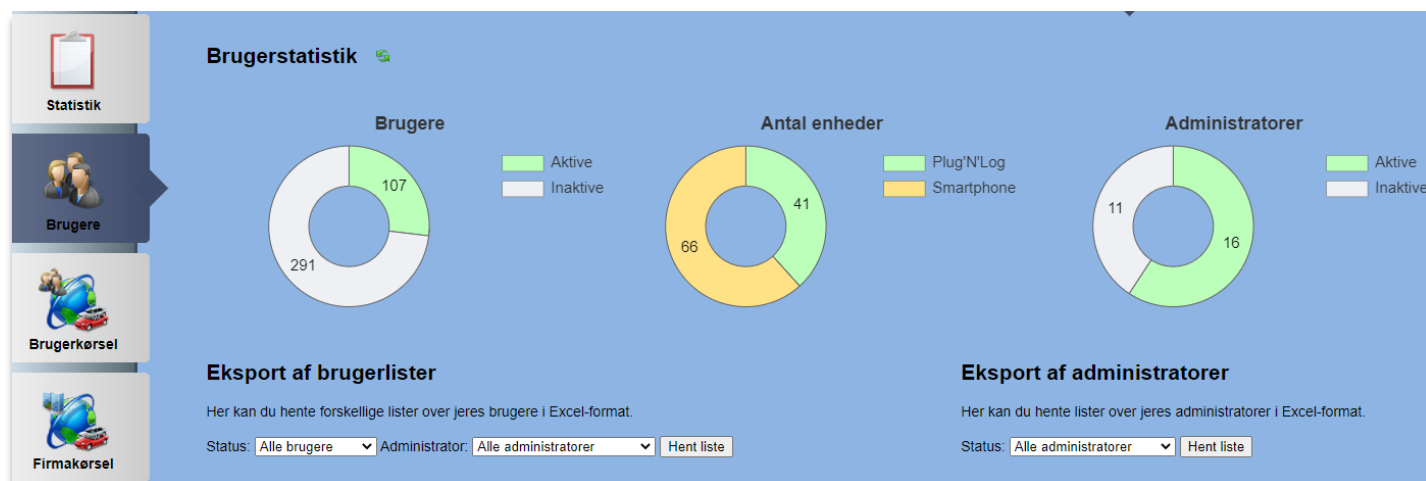 Statistik
Brugere
Brugerkørsel
Firmakørsel
Brugerstatistik
Brugere
107
291
Aktive
Inaktive
Antal enheder
41
66
Plug'N'Log
Smartphone
Administratorer
11
16
Aktive
Inaktive
Eksport af brugerlister
Her kan du hente forskellige lister over jeres brugere i Excel-format.
Status: Alle brugere Administrator: Alle administratorer Hent liste
Eksport af administratorer
Her kan du hente lister over jeres administratorer i Excel-format.
Status: Alle administratorer Hent liste